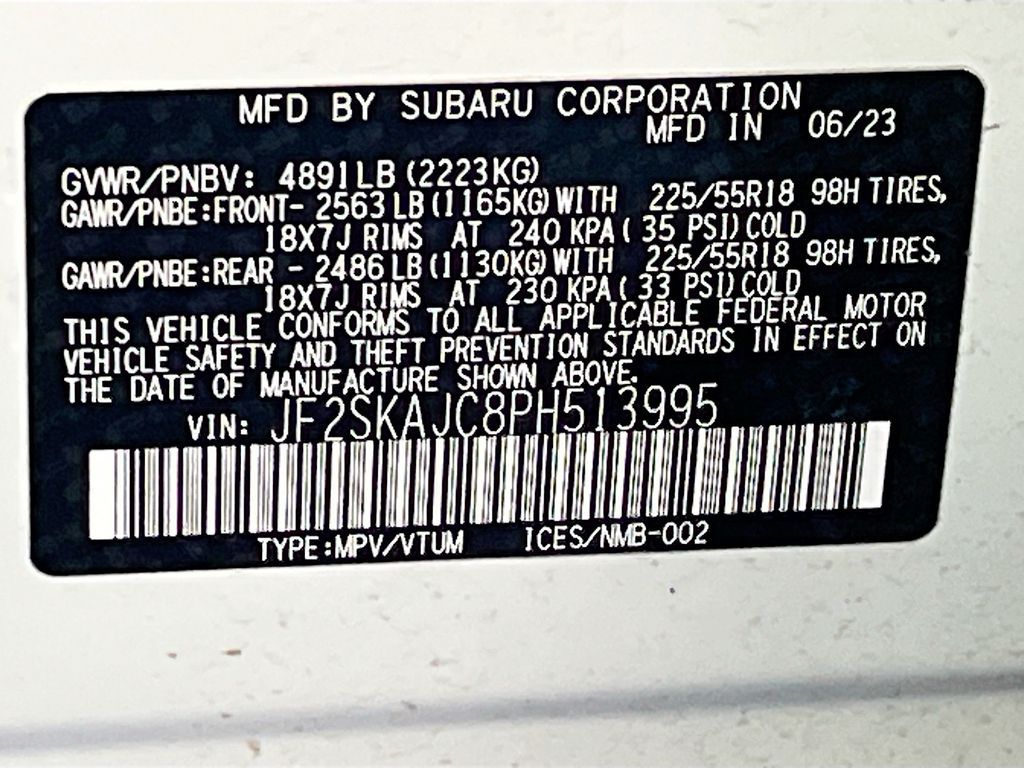 MFD BY SUBARU CORPORATION
MFD IN 06/23
GVWR/PNBV: 4891LB (2223KG)
GAWR/PNBE:FRONT- 2563 LB (1165KG) WITH 225/55R18 98H TIRES,
18X7J RIMS AT 240 KPA ( 35 PSI) COLD
GAWR/PNBE:REAR - 2486 LB (1130KG) WITH 225/55R18 98H TIRES,
18X7J RIMS AT 230 KPA ( 33 PSI) COLD
THIS VEHICLE CONFORMS TO ALL APPLICABLE FEDERAL MOTOR
VEHICLE SAFETY AND THEFT PREVENTION STANDARDS IN EFFECT ON
THE DATE OF MANUFACTURE SHOWN ABOVE.
VIN: JF2SKAJC8PH513995
TYPE:MPV/VTUM ICES/NMB-002